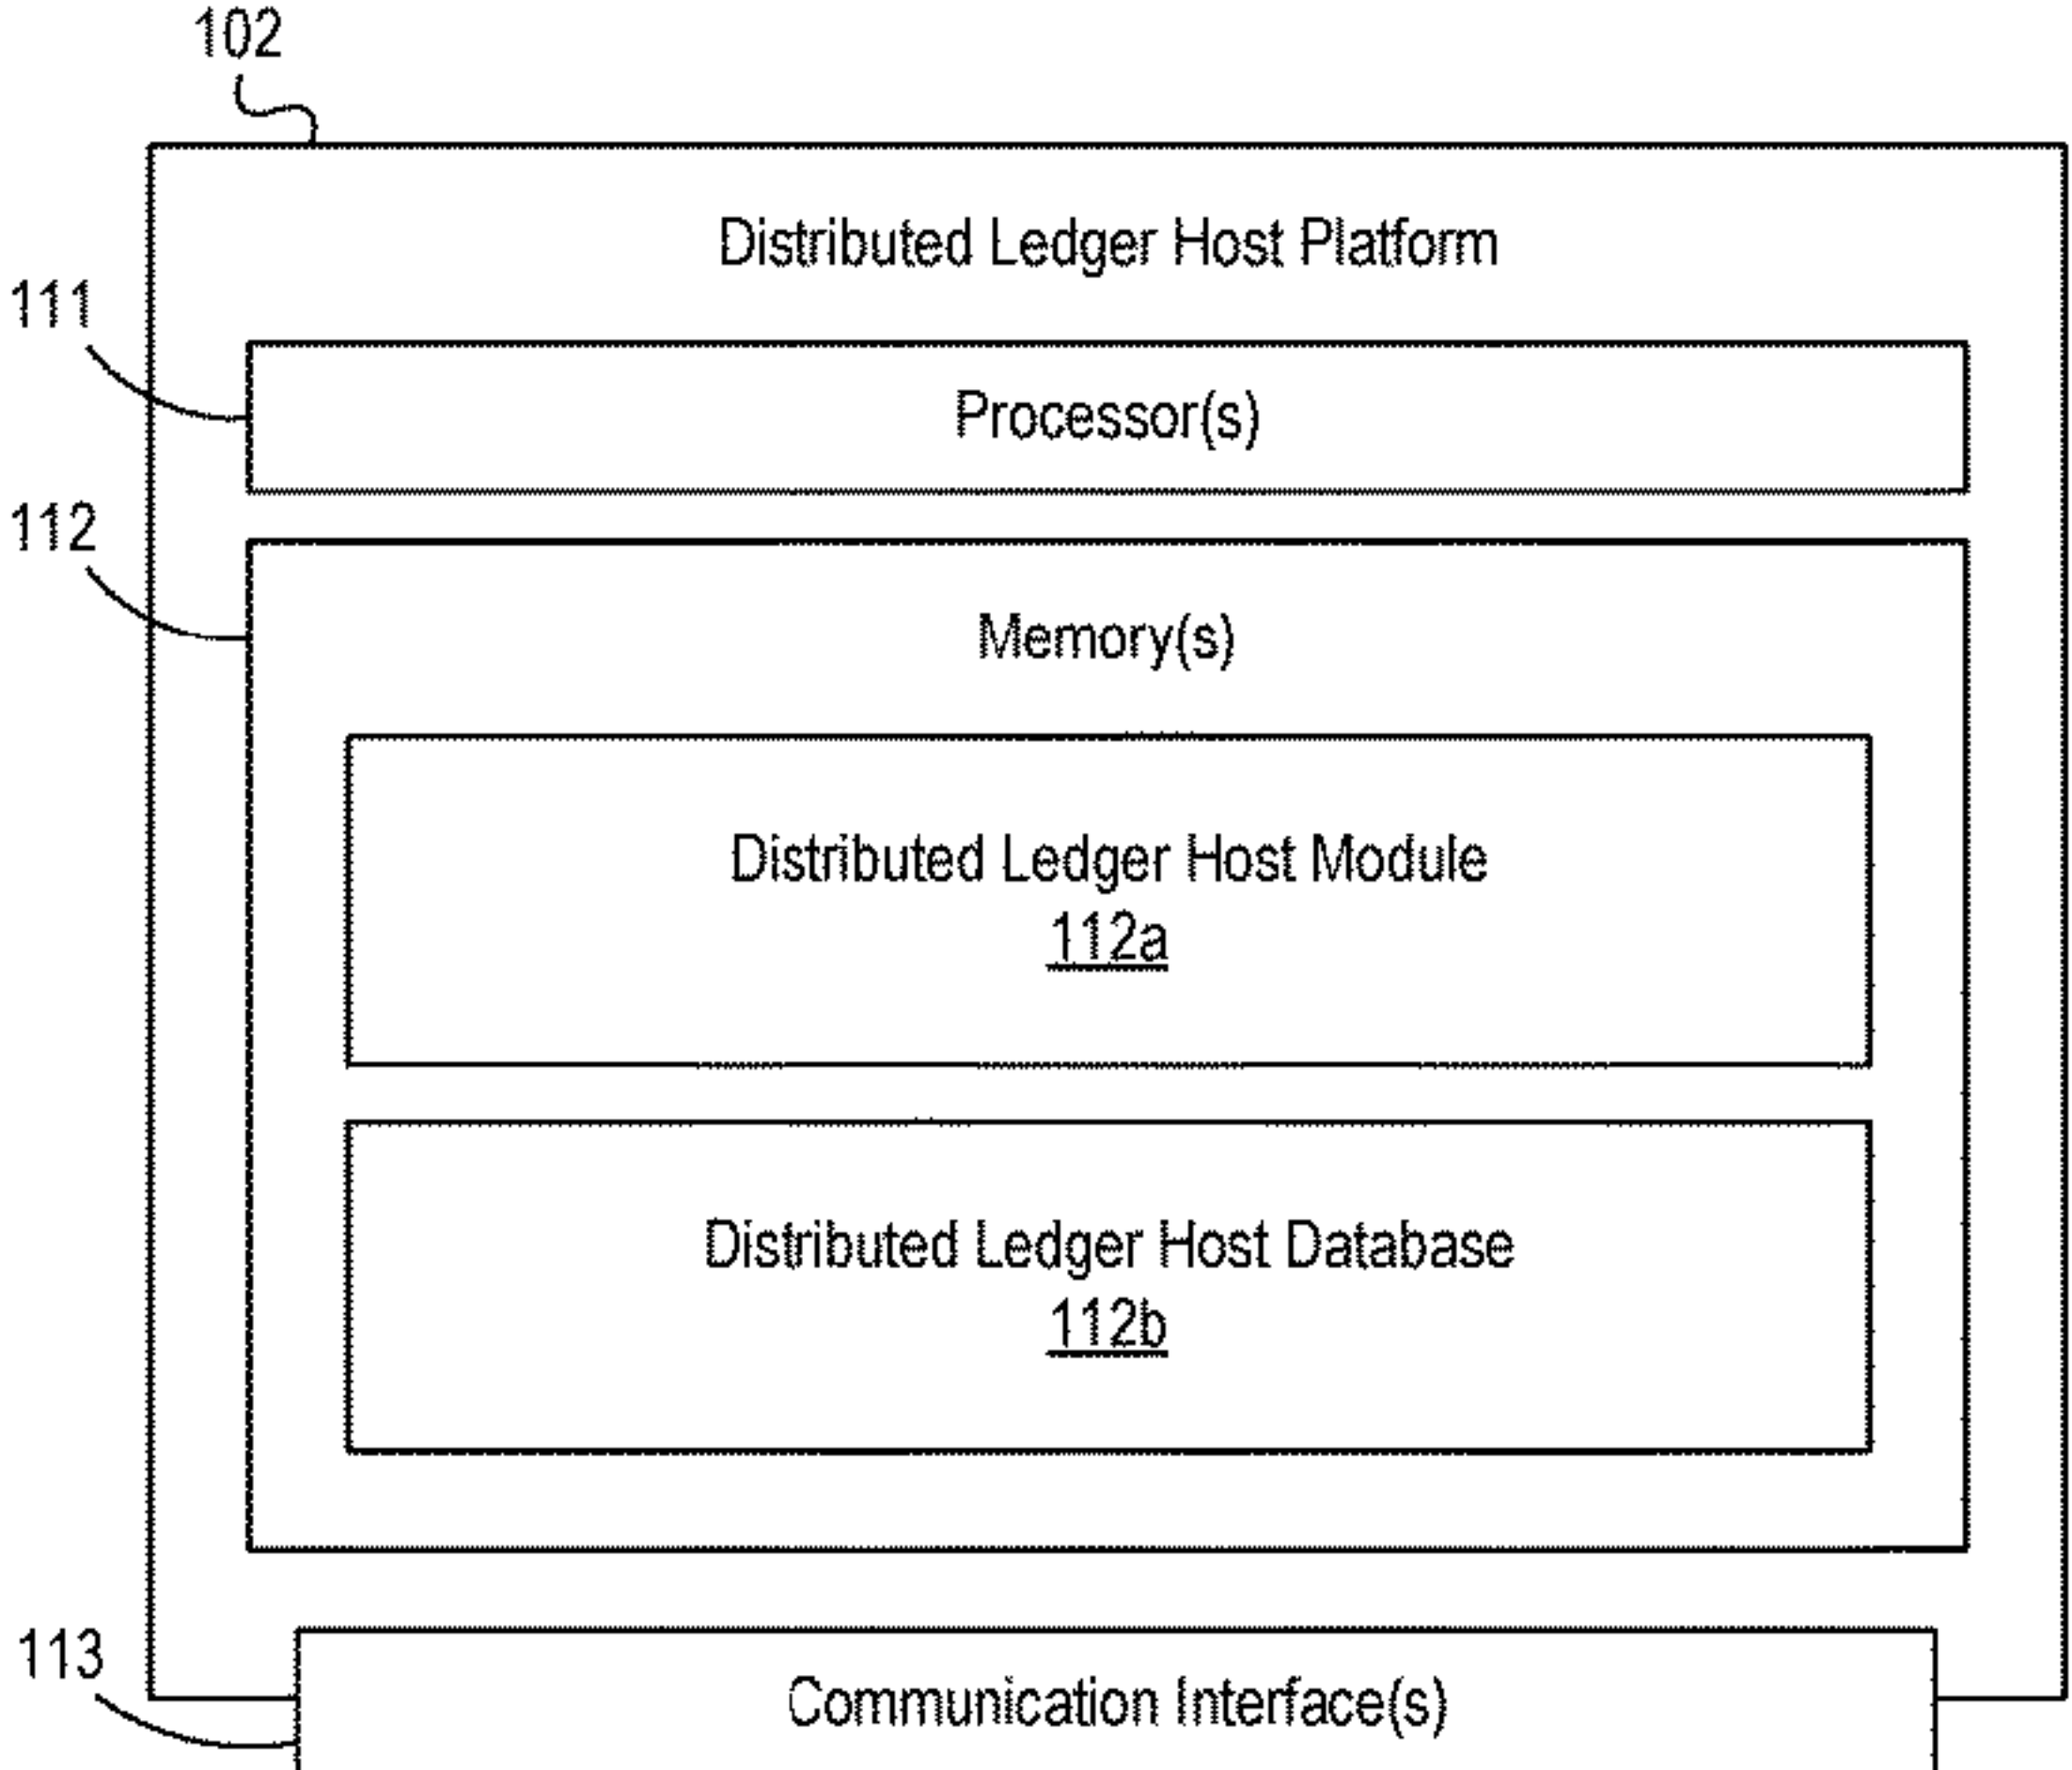 102
Distributed Ledger Host Platform
111
Processor(s)
112
Memory(s)
Distributed Ledger Host Module
112a
Distributed Ledger Host Database
112b
113
Communication Interface(s)